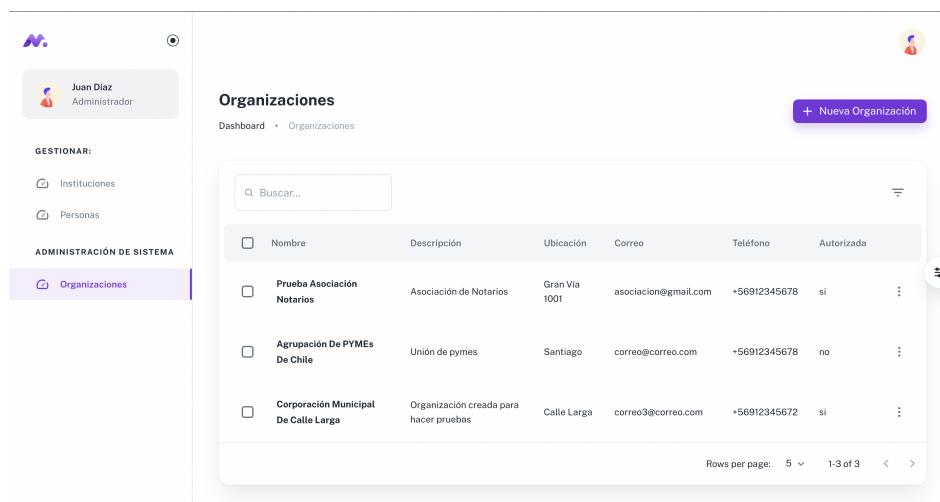 Juan Díaz
Administrador
GESTIONAR:
Instituciones
Personas
ADMINISTRACIÓN DE SISTEMA
Organizaciones
Organizaciones
Dashboard • Organizaciones
+ Nueva Organización
Buscar...
Nombre Descripción Ubicación Correo Teléfono Autorizada
Prueba Asociación
Notarios
Asociación de Notarios
Gran Vía
1001
asociacion@gmail.com
+56912345678
si
Agrupación De PYMEs
De Chile
Unión de pymes
Santiago
correo@correo.com
+56912345678
no
Corporación Municipal
De Calle Larga
Organización creada para
hacer pruebas
Calle Larga
correo3@correo.com
+56912345672
si
Rows per page: 5 1-3 of 3